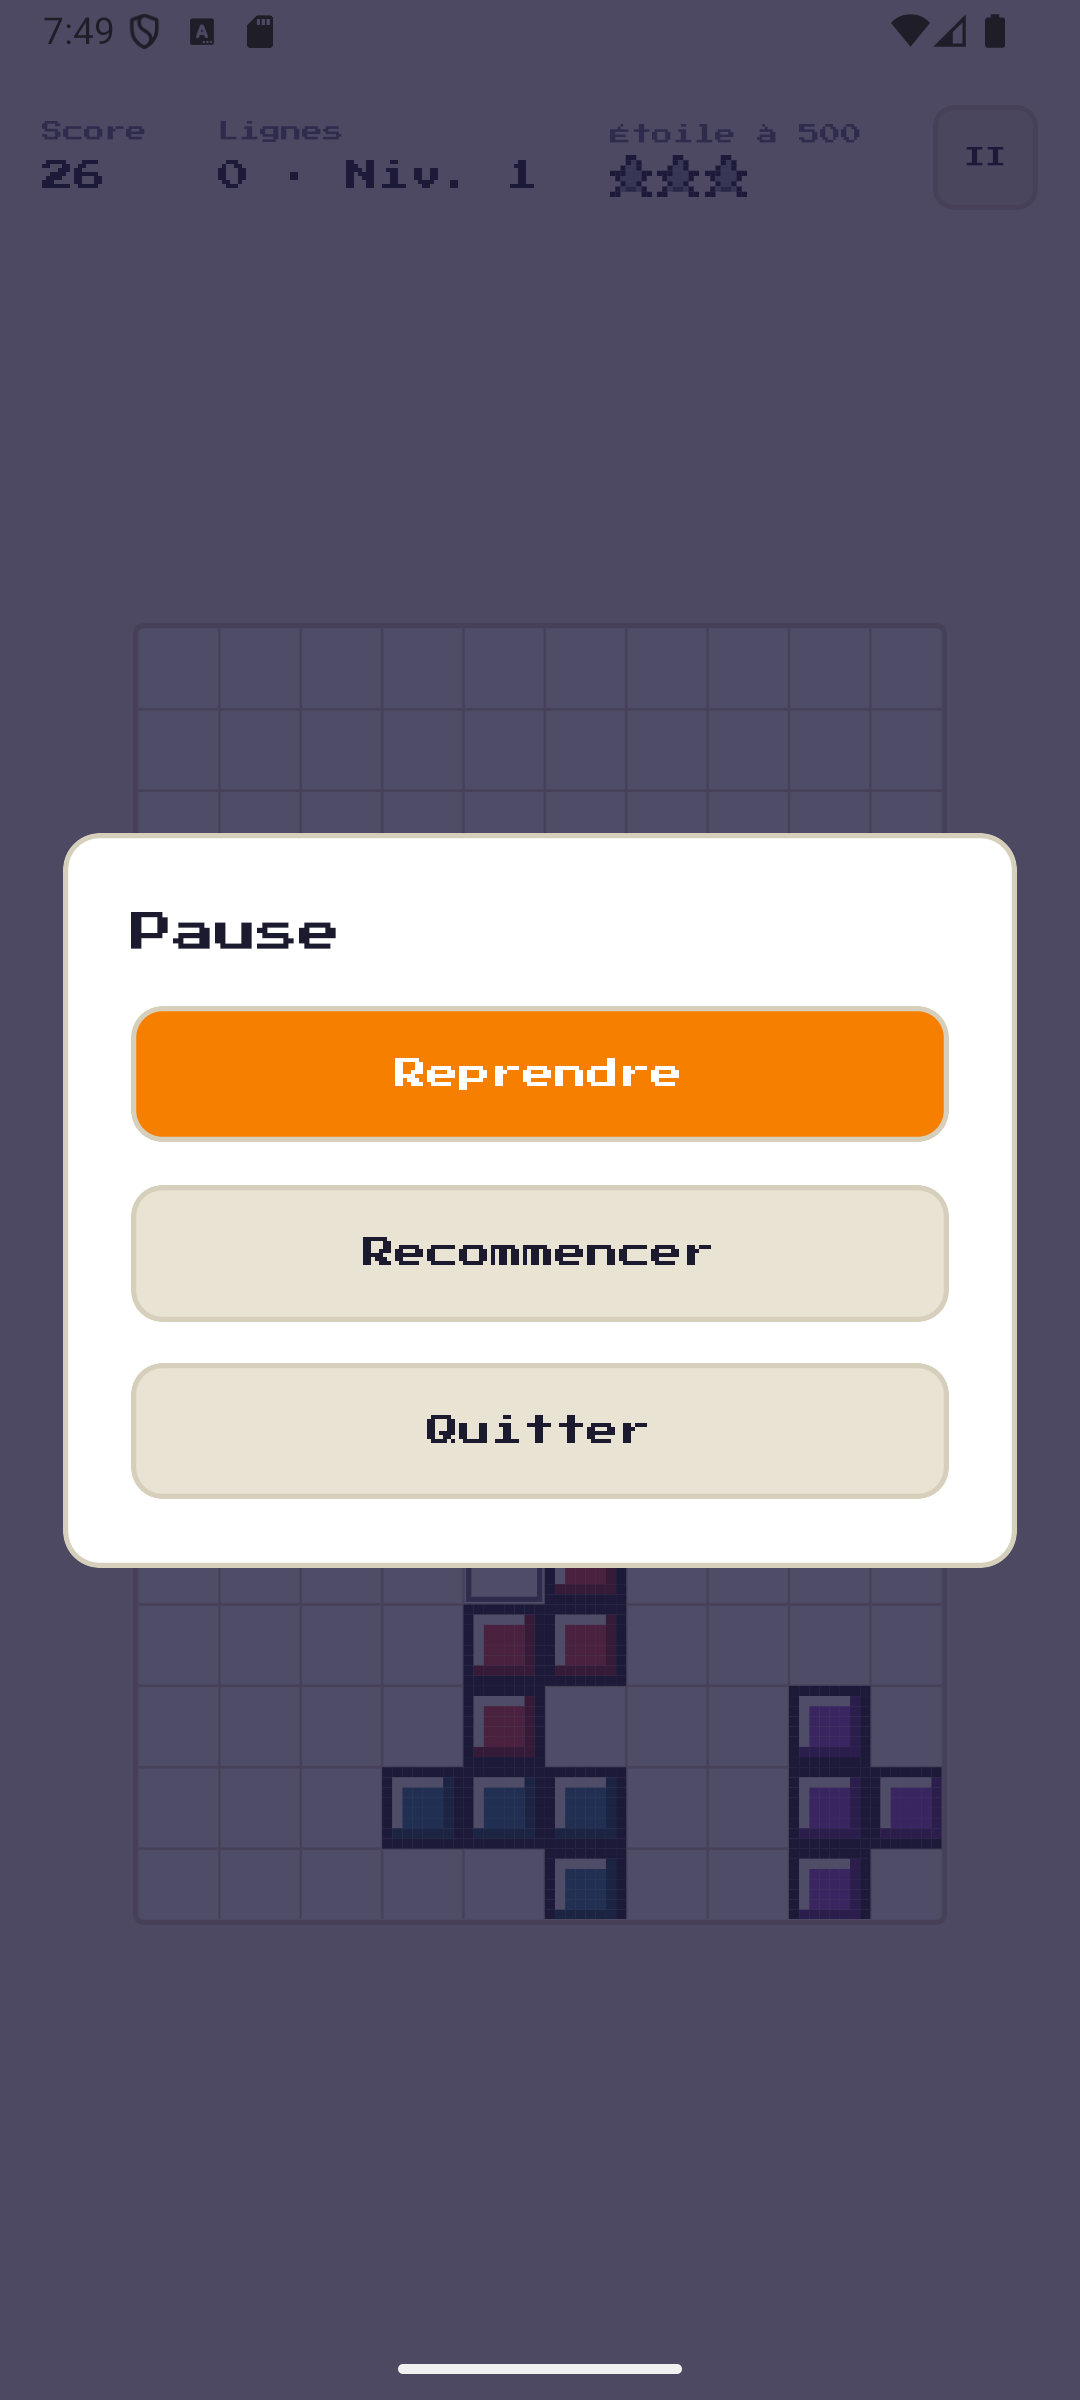 7:49
Score
Lignes
Étoile à 500
26
0 · Niv. 1
II
Pause
Reprendre
Recommencer
Quitter